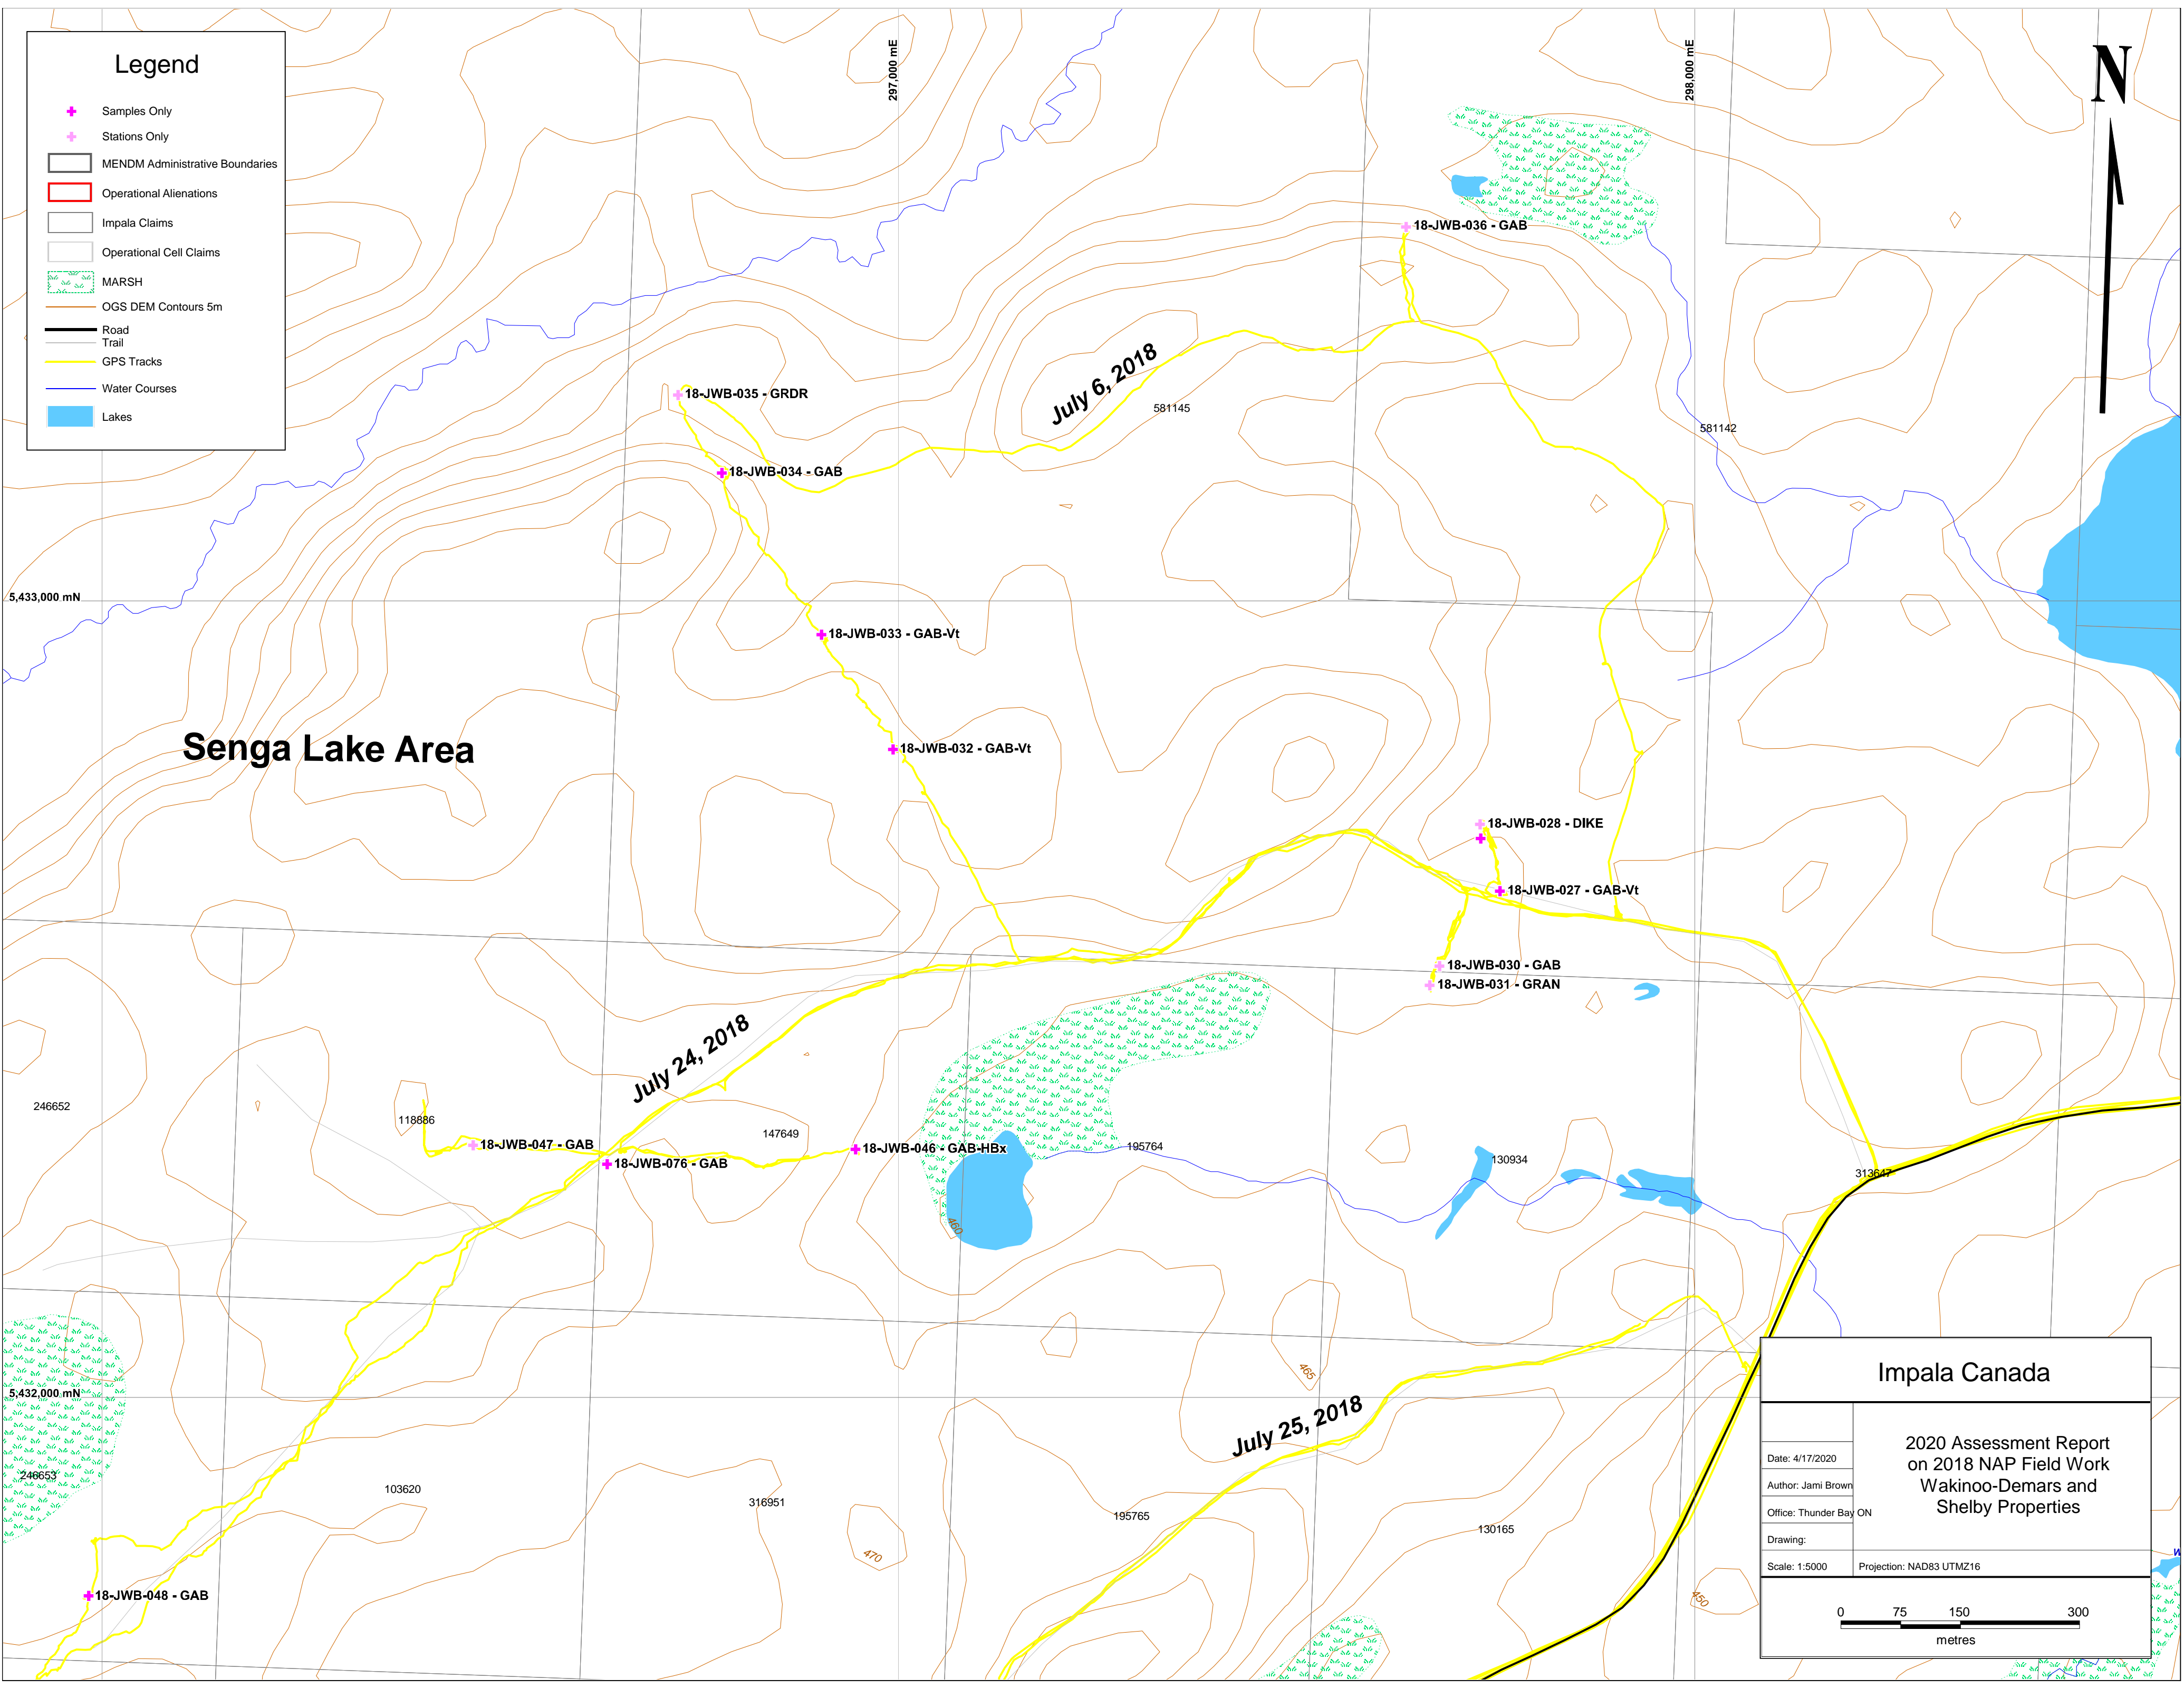 Legend
Samples Only
Stations Only
MENDM Administrative Boundaries
Operational Alienations
Impala Claims
Operational Cell Claims
MARSH
OGS DEM Contours 5m
Road
Trail
GPS Tracks
Water Courses
Lakes
297,000 mE
298,000 mE
N
18-JWB-036 - GAB
July 6, 2018
18-JWB-035 - GRDR
581145
581142
18-JWB-034 - GAB
5,433,000 mN
18-JWB-033 - GAB-Vt
Senga Lake Area
18-JWB-032 - GAB-Vt
18-JWB-028 - DIKE
18-JWB-027 - GAB-Vt
18-JWB-030 - GAB
18-JWB-031 - GRAN
July 24, 2018
246652
118886
147649
18-JWB-047 - GAB
18-JWB-046 - GAB-HBx
195764
18-JWB-076 - GAB
130934
313647
460
465
5,432,000 mN
July 25, 2018
246653
103620
316951
195765
130165
470
450
18-JWB-048 - GAB
W
Impala Canada
2020 Assessment Report
on 2018 NAP Field Work
Wakinoo-Demars and
Shelby Properties
Date: 4/17/2020
Author: Jami Brown
Office: Thunder Bay ON
Drawing:
Scale: 1:5000
Projection: NAD83 UTMZ16
0 75 150 300
metres